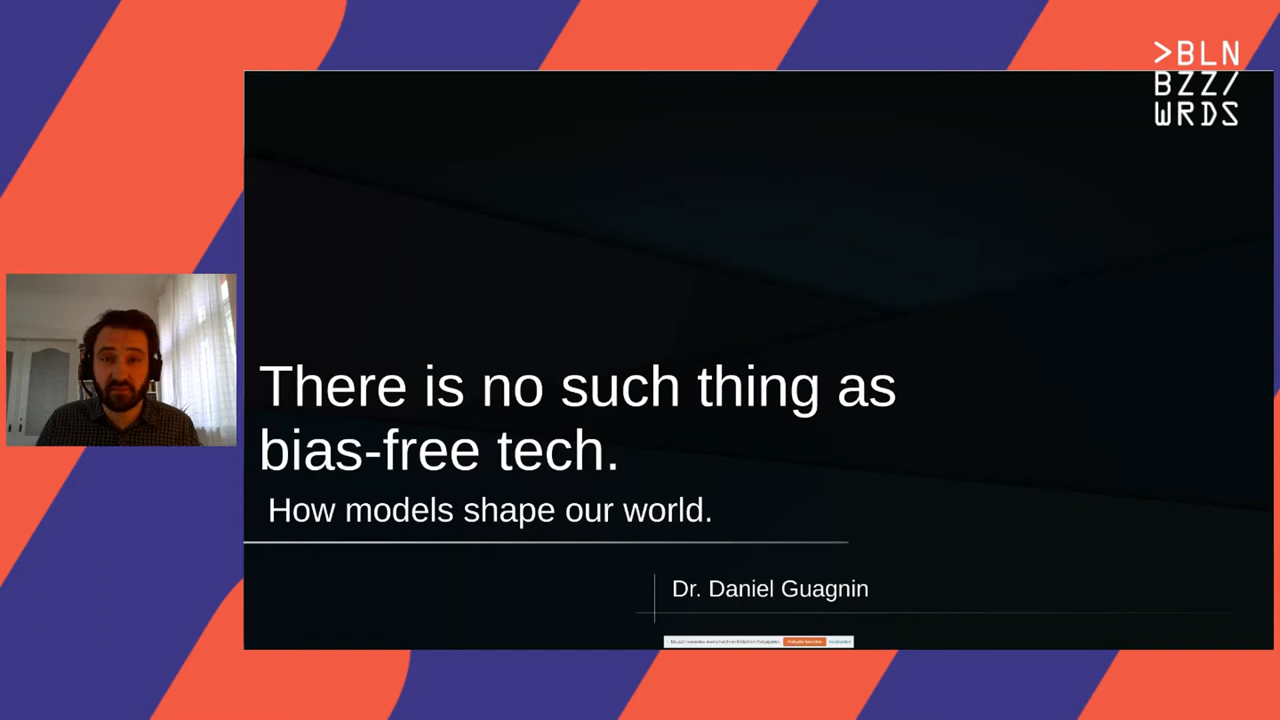 >BLN
BZZ/
WRDS
There is no such thing as
bias-free tech.
How models shape our world.
Dr. Daniel Guagnin